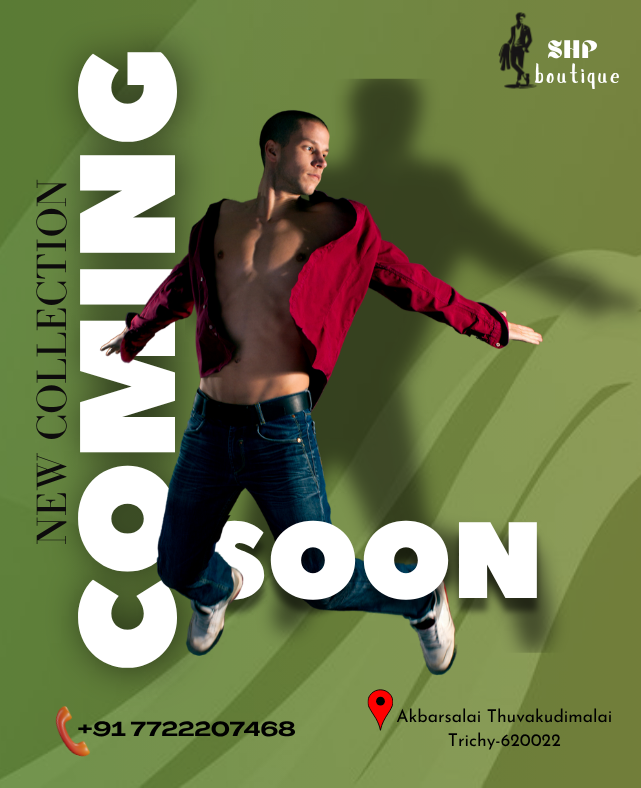 SHP
boutique
NEW COLLECTION
COMING
SOON
+91 7722207468
Akbarsalai Thuvakudimalai
Trichy-620022